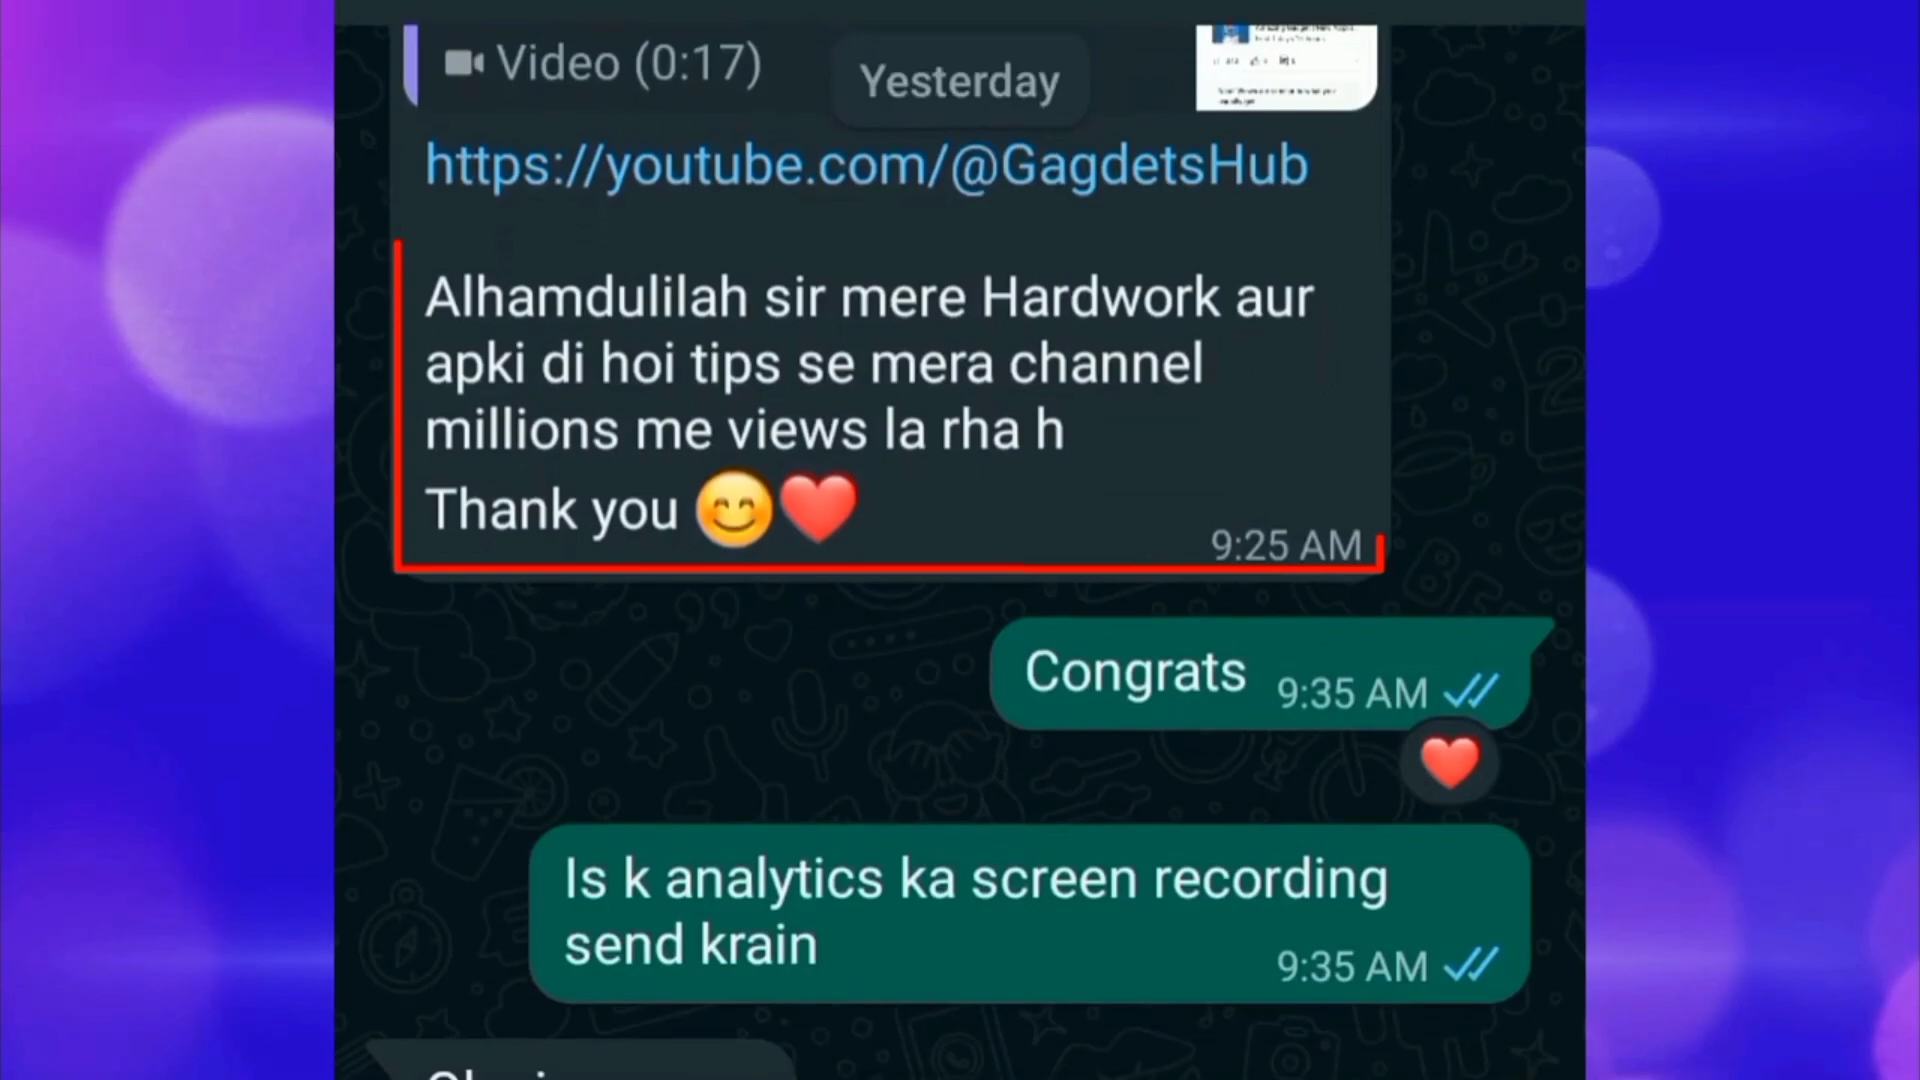 Video (0:17)
Yesterday
https://youtube.com/@GagdetsHub
Alhamdulilah sir mere Hardwork aur
apki di hoi tips se mera channel
millions me views la rha h
Thank you 😊❤️
9:25 AM
Congrats 9:35 AM
❤️
Is k analytics ka screen recording
send krain
9:35 AM